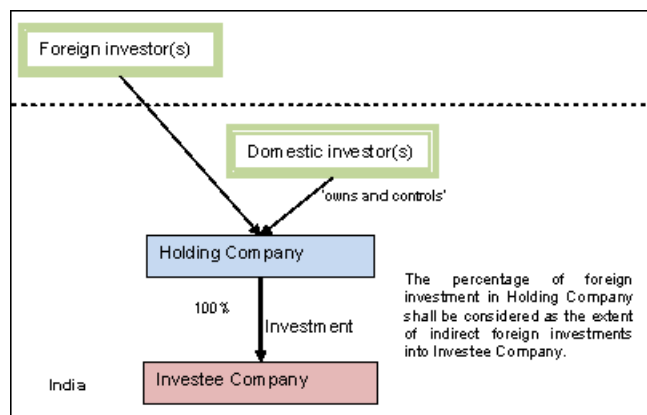 Foreign investor(s)
Domestic investor(s)
'owns and controls'
Holding Company
100%
Investment
The percentage of foreign
investment in Holding Company
shall be considered as the extent
of indirect foreign investments
into Investee Company.
India
Investee Company